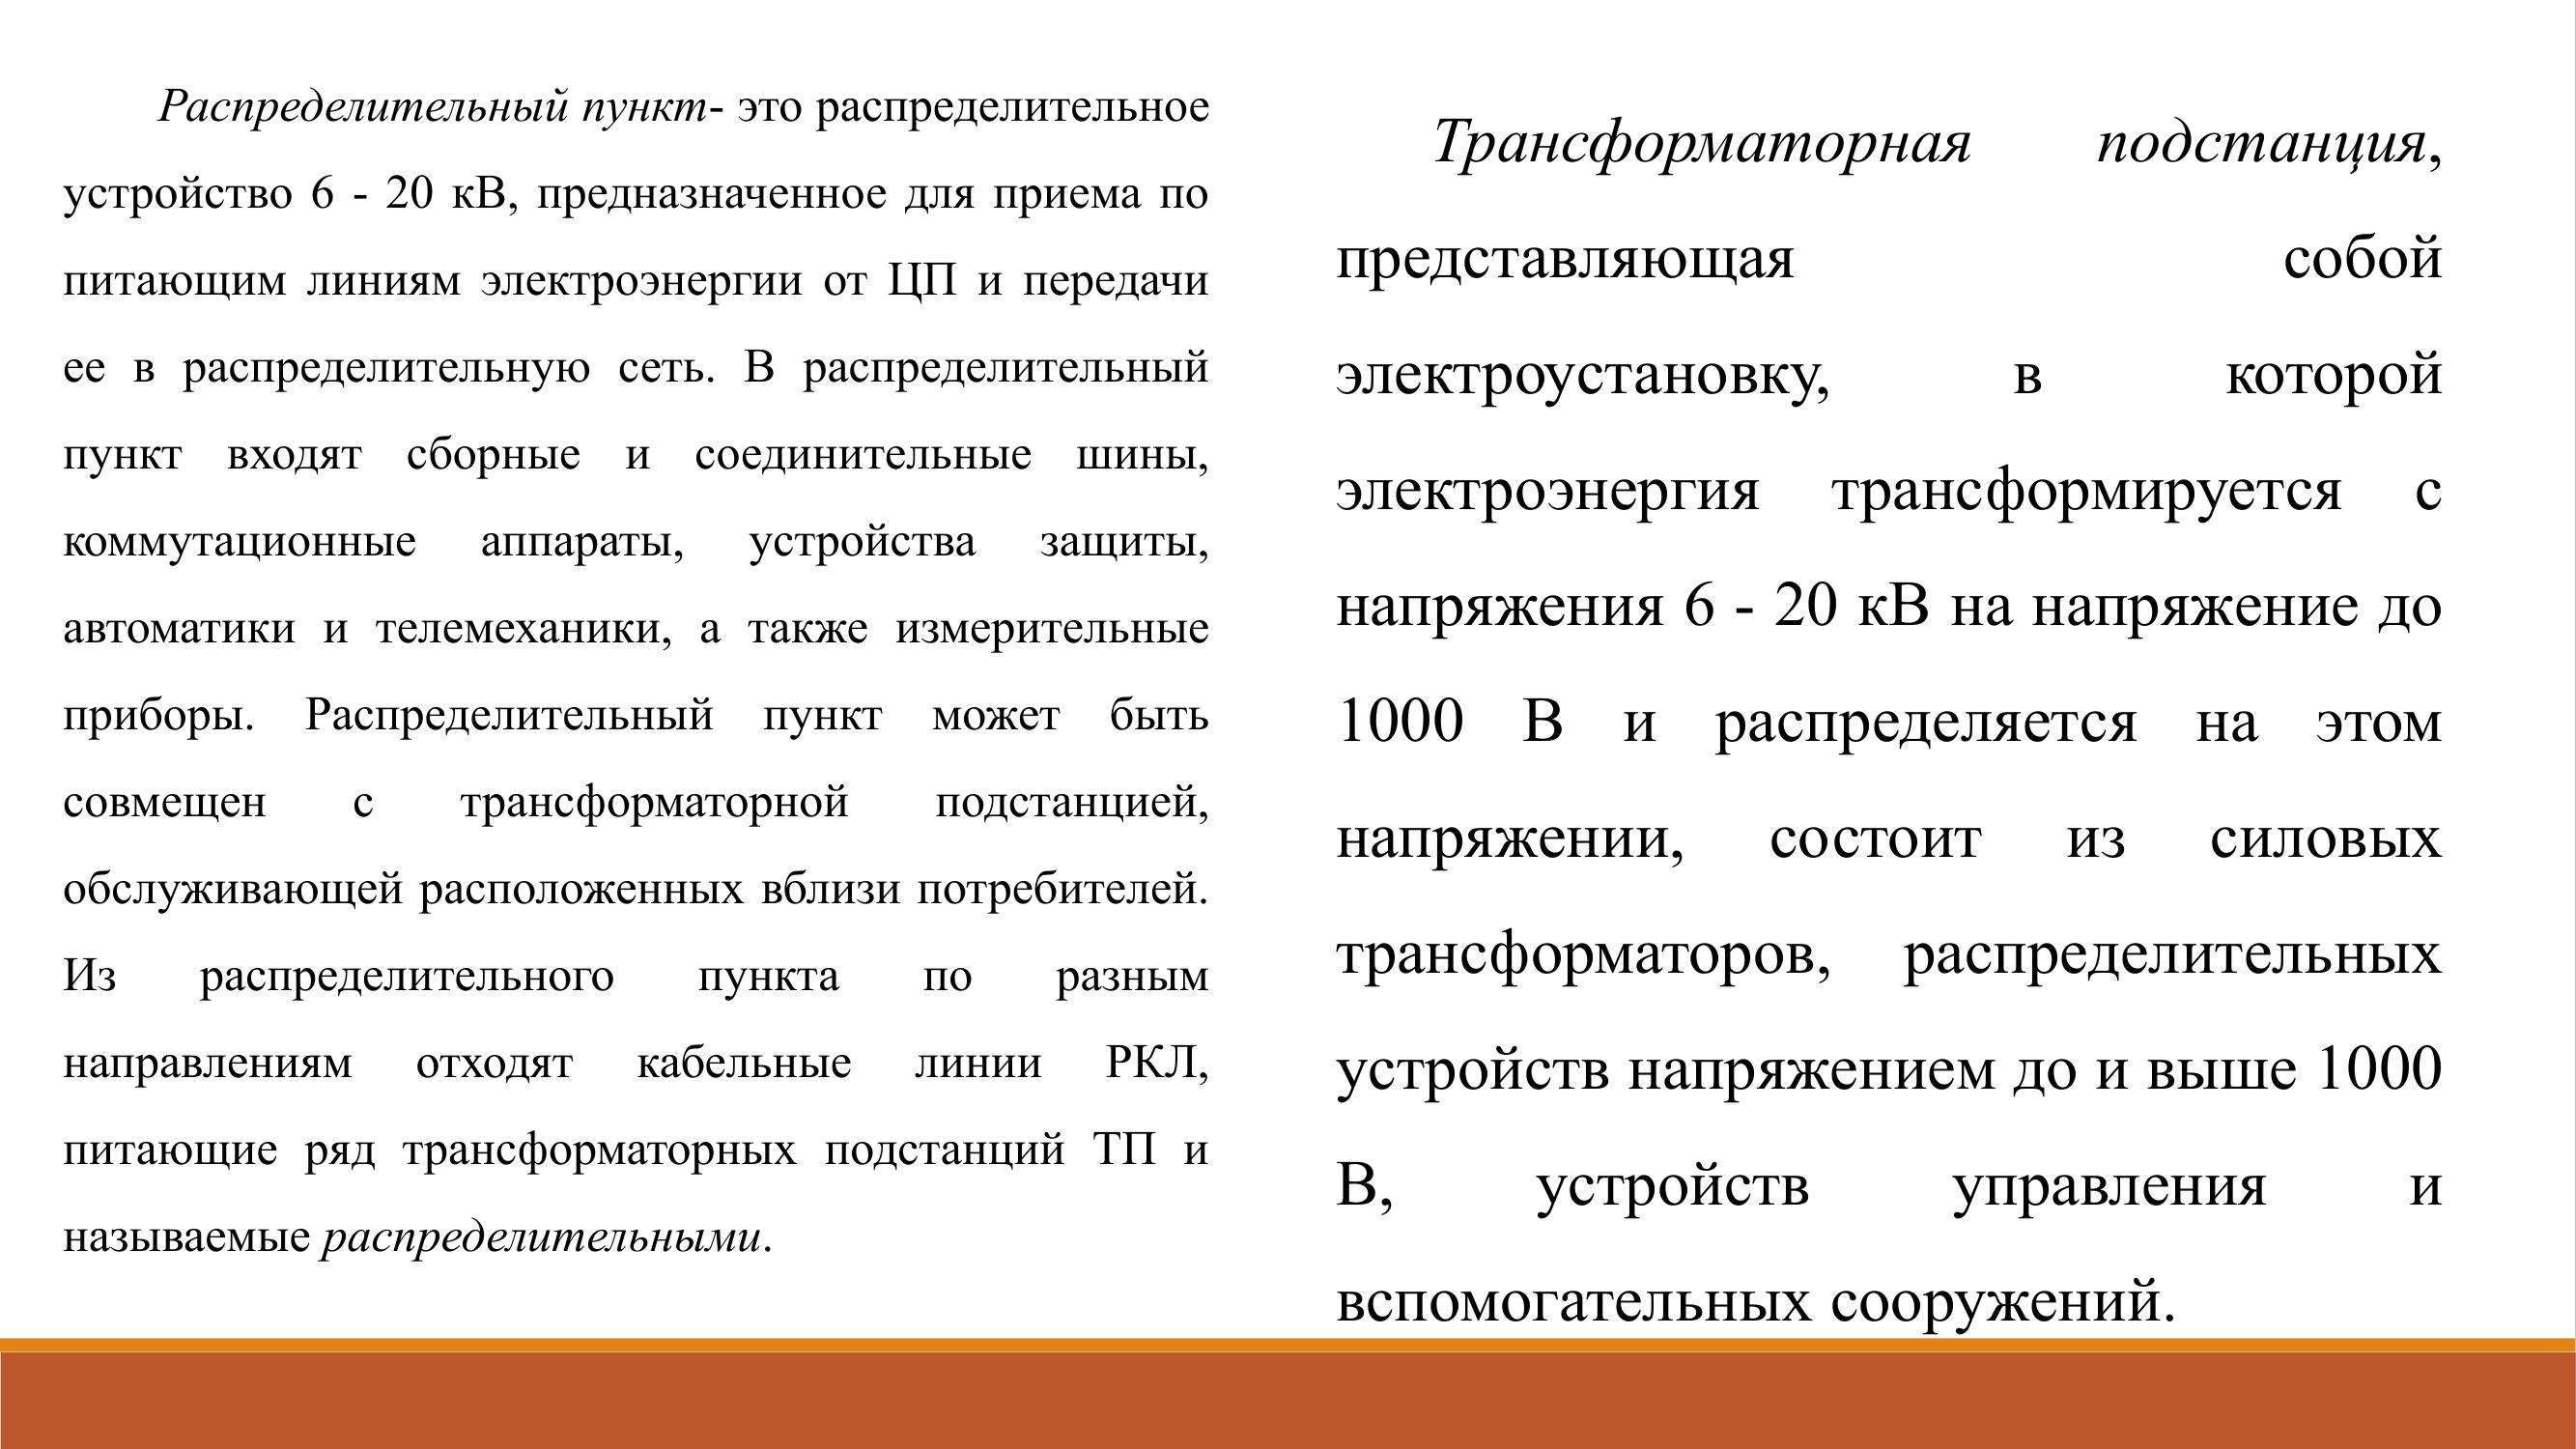 Распределительный пункт- это распределительное
устройство 6 - 20 кВ, предназначенное для приема по
питающим линиям электроэнергии от ЦП и передачи
ее в распределительную сеть. В распределительный
пункт входят сборные и соединительные шины,
коммутационные аппараты, устройства защиты,
автоматики и телемеханики, а также измерительные
приборы. Распределительный пункт может быть
совмещен с трансформаторной подстанцией,
обслуживающей расположенных вблизи потребителей.
Из распределительного пункта по разным
направлениям отходят кабельные линии РКЛ,
питающие ряд трансформаторных подстанций ТП и
называемые распределительными.
Трансформаторная подстанция,
представляющая собой
электроустановку, в которой
электроэнергия трансформируется с
напряжения 6 - 20 кВ на напряжение до
1000 В и распределяется на этом
напряжении, состоит из силовых
трансформаторов, распределительных
устройств напряжением до и выше 1000
В, устройств управления и
вспомогательных сооружений.